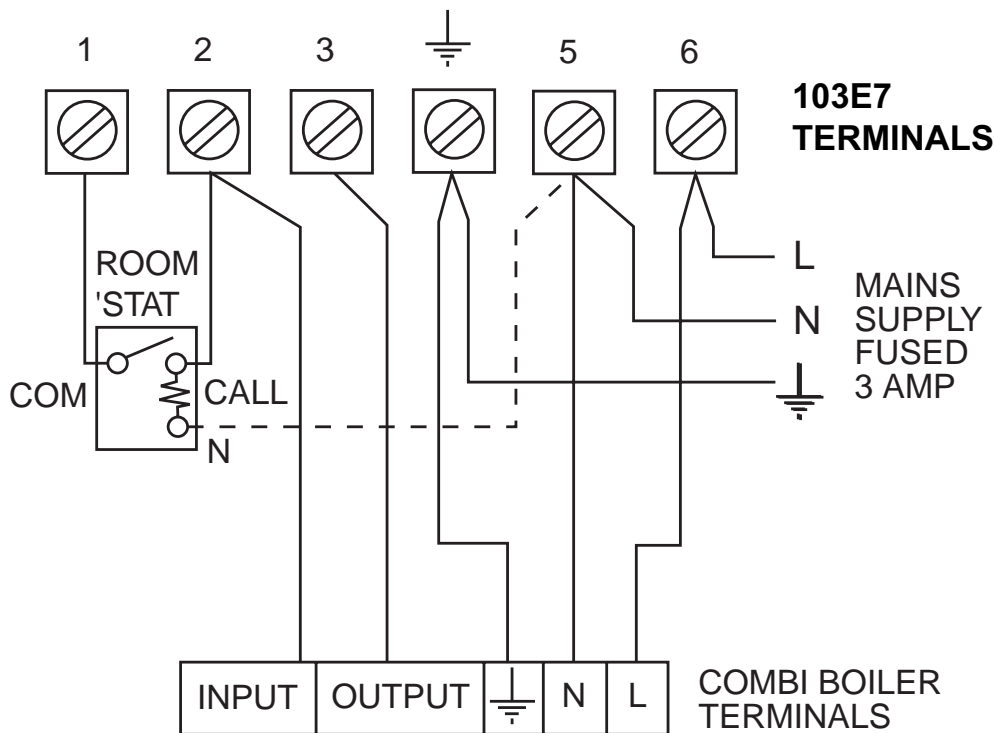 1 2 3 5 6
103E7
TERMINALS
ROOM
'STAT
COM
CALL
N
L
N
MAINS
SUPPLY
FUSED
3 AMP
INPUT OUTPUT N L
COMBI BOILER
TERMINALS